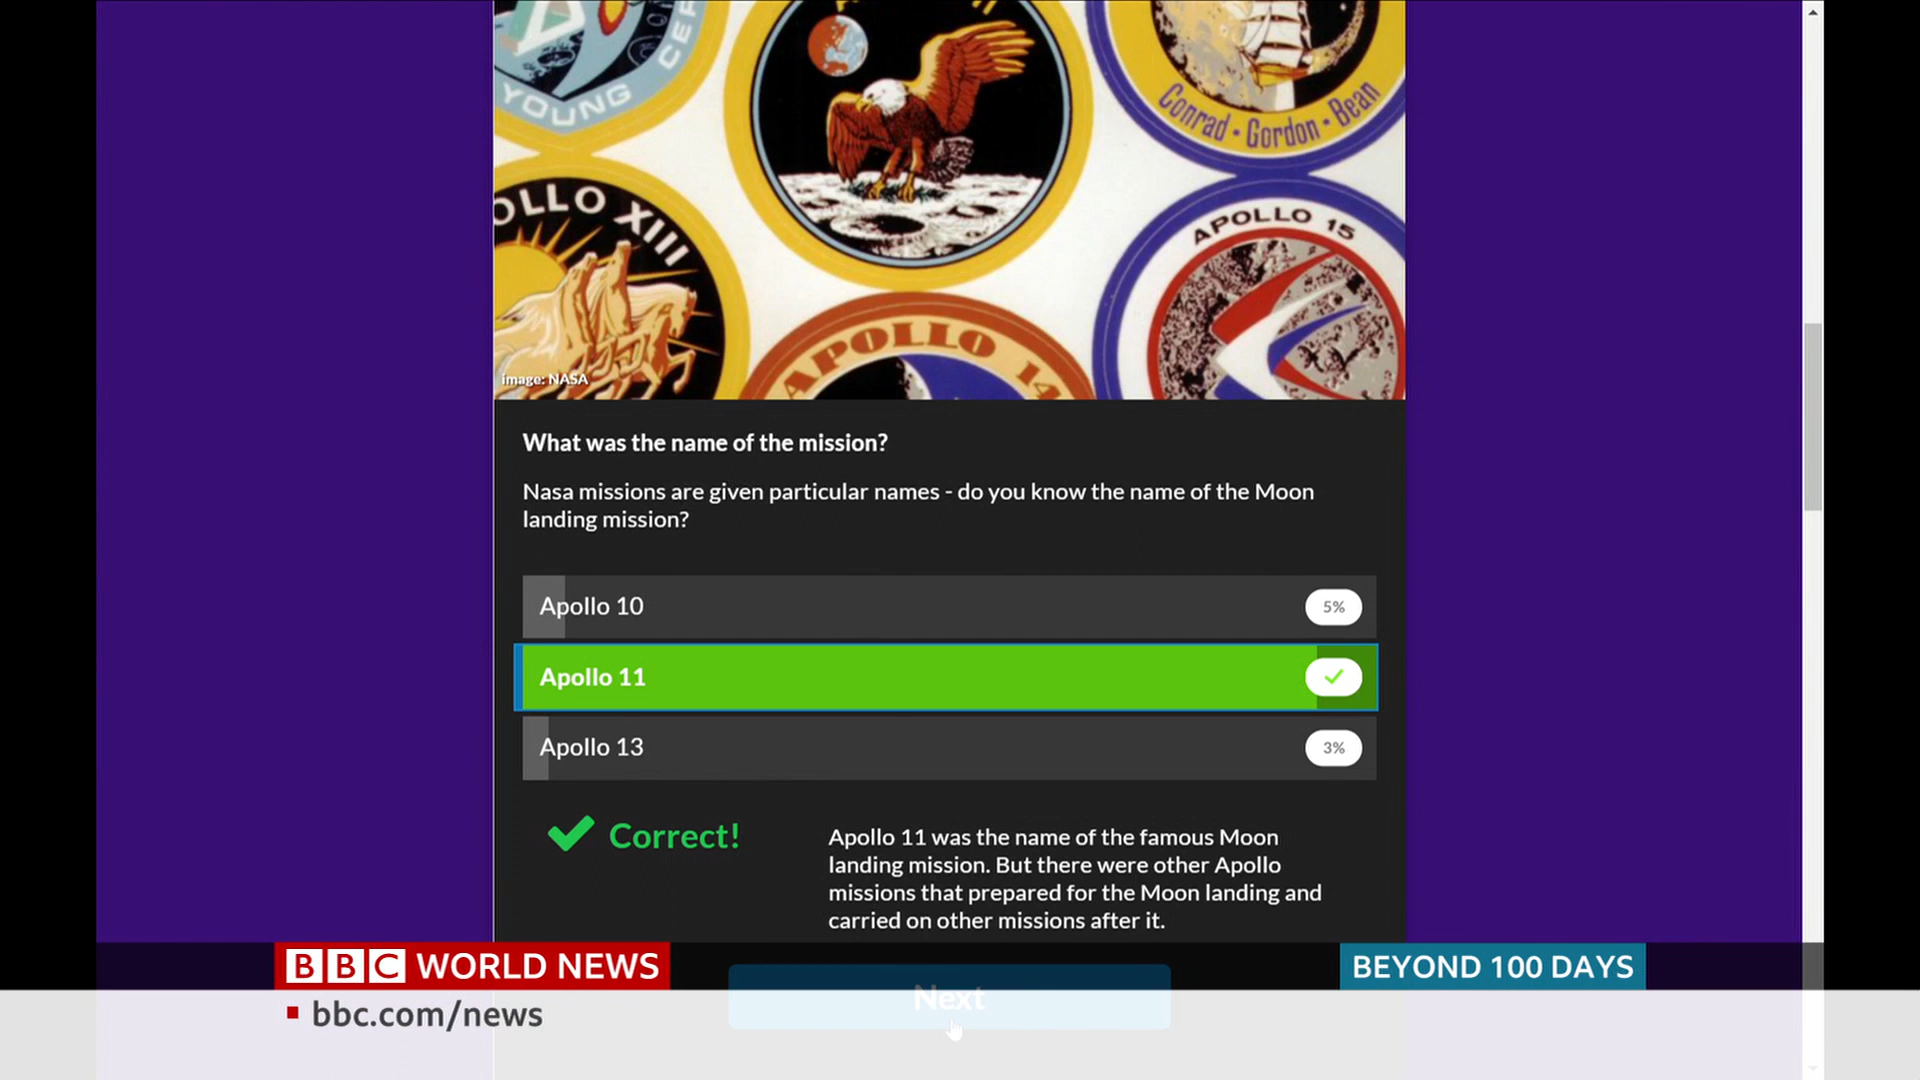 YOUNG
CER
Conrad • Gordon • Bean
OLLO XIII
APOLLO 15
APOLLO 14
image: NASA
What was the name of the mission?
Nasa missions are given particular names - do you know the name of the Moon
landing mission?
Apollo 10
5%
Apollo 11
Apollo 13
3%
Correct!
Apollo 11 was the name of the famous Moon
landing mission. But there were other Apollo
missions that prepared for the Moon landing and
carried on other missions after it.
BBC WORLD NEWS
BEYOND 100 DAYS
Next
bbc.com/news